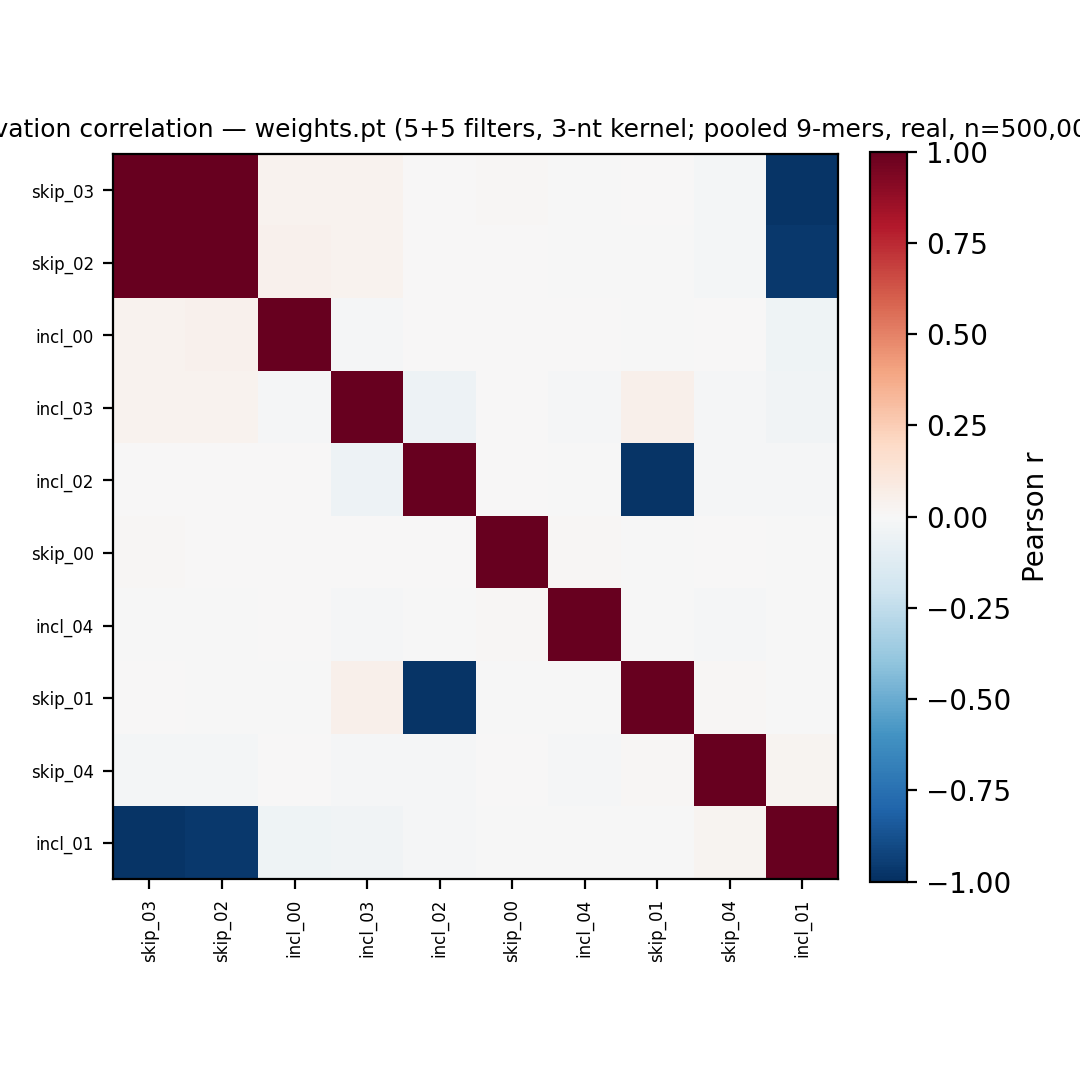 vation correlation — weights.pt (5+5 filters, 3-nt kernel; pooled 9-mers, real, n=500,00
skip_03
skip_02
incl_00
incl_03
incl_02
skip_00
incl_04
skip_01
skip_04
incl_01
skip_03
skip_02
incl_00
incl_03
incl_02
skip_00
incl_04
skip_01
skip_04
incl_01
1.00
0.75
0.50
0.25
0.00
−0.25
−0.50
−0.75
−1.00
Pearson r